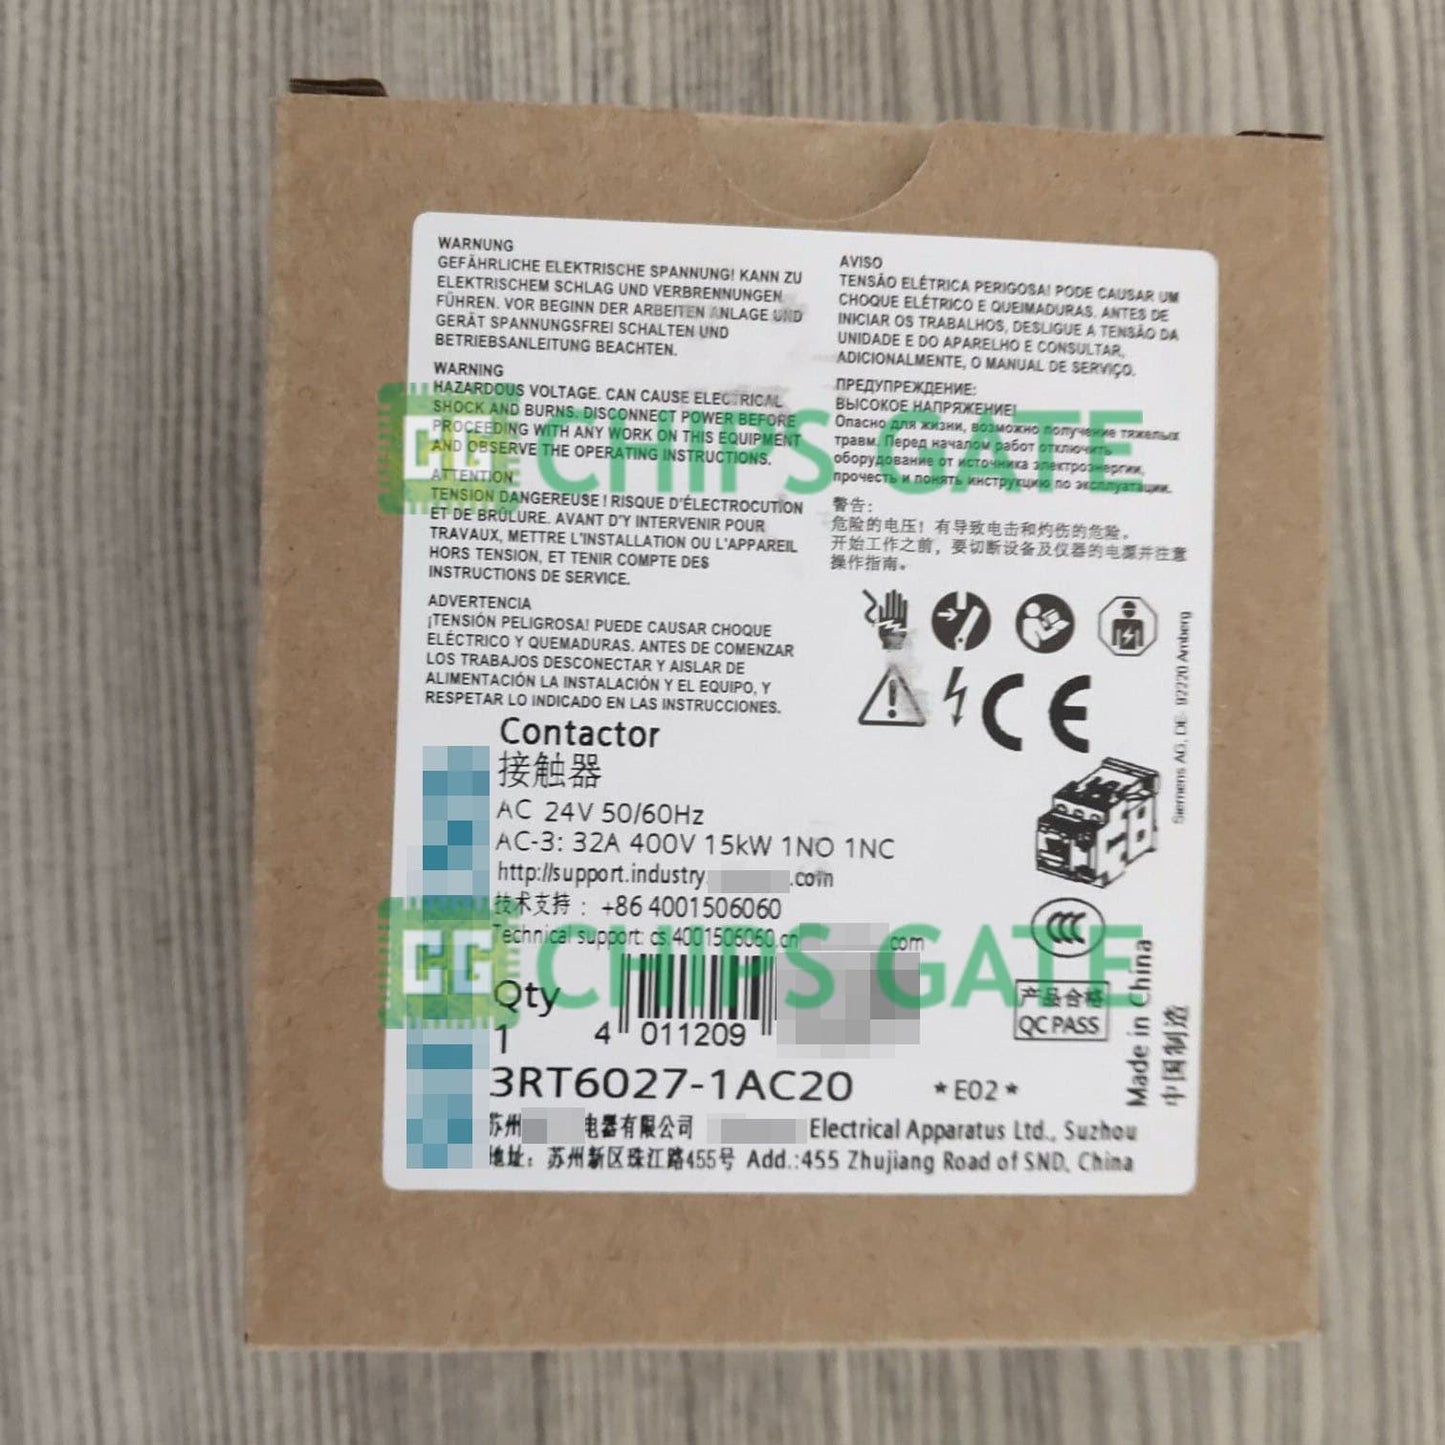 WARNUNG
GEFÄHRLICHE ELEKTRISCHE SPANNUNG! KANN ZU
ELEKTRISCHEM SCHLAG UND VERBRENNUNGEN
FÜHREN. VOR BEGINN DER ARBEITEN ANLAGE UND
GERÄT SPANNUNGSFREI SCHALTEN UND
BETRIEBSANLEITUNG BEACHTEN.
WARNING
HAZARDOUS VOLTAGE. CAN CAUSE ELECTRICAL
SHOCK AND BURNS. DISCONNECT POWER BEFORE
PROCEEDING WITH ANY WORK ON THIS EQUIPMENT
AND OBSERVE THE OPERATING INSTRUCTIONS.
ATTENTION
TENSION DANGEREUSE ! RISQUE D'ÉLECTROCUTION
ET DE BRÛLURE. AVANT D'Y INTERVENIR POUR
TRAVAUX, METTRE L'INSTALLATION OU L'APPAREIL
HORS TENSION, ET TENIR COMPTE DES
INSTRUCTIONS DE SERVICE.
ADVERTENCIA
¡TENSIÓN PELIGROSA! PUEDE CAUSAR CHOQUE
ELÉCTRICO Y QUEMADURAS. ANTES DE COMENZAR
LOS TRABAJOS DESCONECTAR Y AISLAR DE
ALIMENTACIÓN LA INSTALACIÓN Y EL EQUIPO, Y
RESPETAR LO INDICADO EN LAS INSTRUCCIONES.
AVISO
TENSÃO ELÉTRICA PERIGOSA! PODE CAUSAR UM
CHOQUE ELÉTRICO E QUEIMADURAS. ANTES DE
INICIAR OS TRABALHOS, DESLIGUE A TENSÃO DA
UNIDADE E DO APARELHO E CONSULTAR,
ADICIONALMENTE, O MANUAL DE SERVIÇO.
ПРЕДУПРЕЖДЕНИЕ:
ВЫСОКОЕ НАПРЯЖЕНИЕ!
Опасно для жизни, возможно получение тяжелых
травм. Перед началом работ отключить
оборудование от источника электроэнергии,
прочесть и понять инструкцию по эксплуатации.
警告:
危险的电压! 有导致电击和灼伤的危险。
开始工作之前，要切断设备及仪器的电源并注意
操作指南。
CE
Siemens AG, DE- 92220 Amberg
Contactor
接触器
AC 24V 50/60Hz
AC-3: 32A 400V 15kW 1NO 1NC
http://support.industry. .com
技术支持 : +86 4001506060
Technical support: cs.4001506060.cn com
CHIPS GATE
CG
CHIPS GATE
CG
Qty
1
4 011209
CCC
产品合格
QC PASS
Made in China
中国制造
3RT6027-1AC20 *E02*
苏州 电器有限公司 Electrical Apparatus Ltd., Suzhou
地址: 苏州新区珠江路455号 Add.:455 Zhujiang Road of SND, China